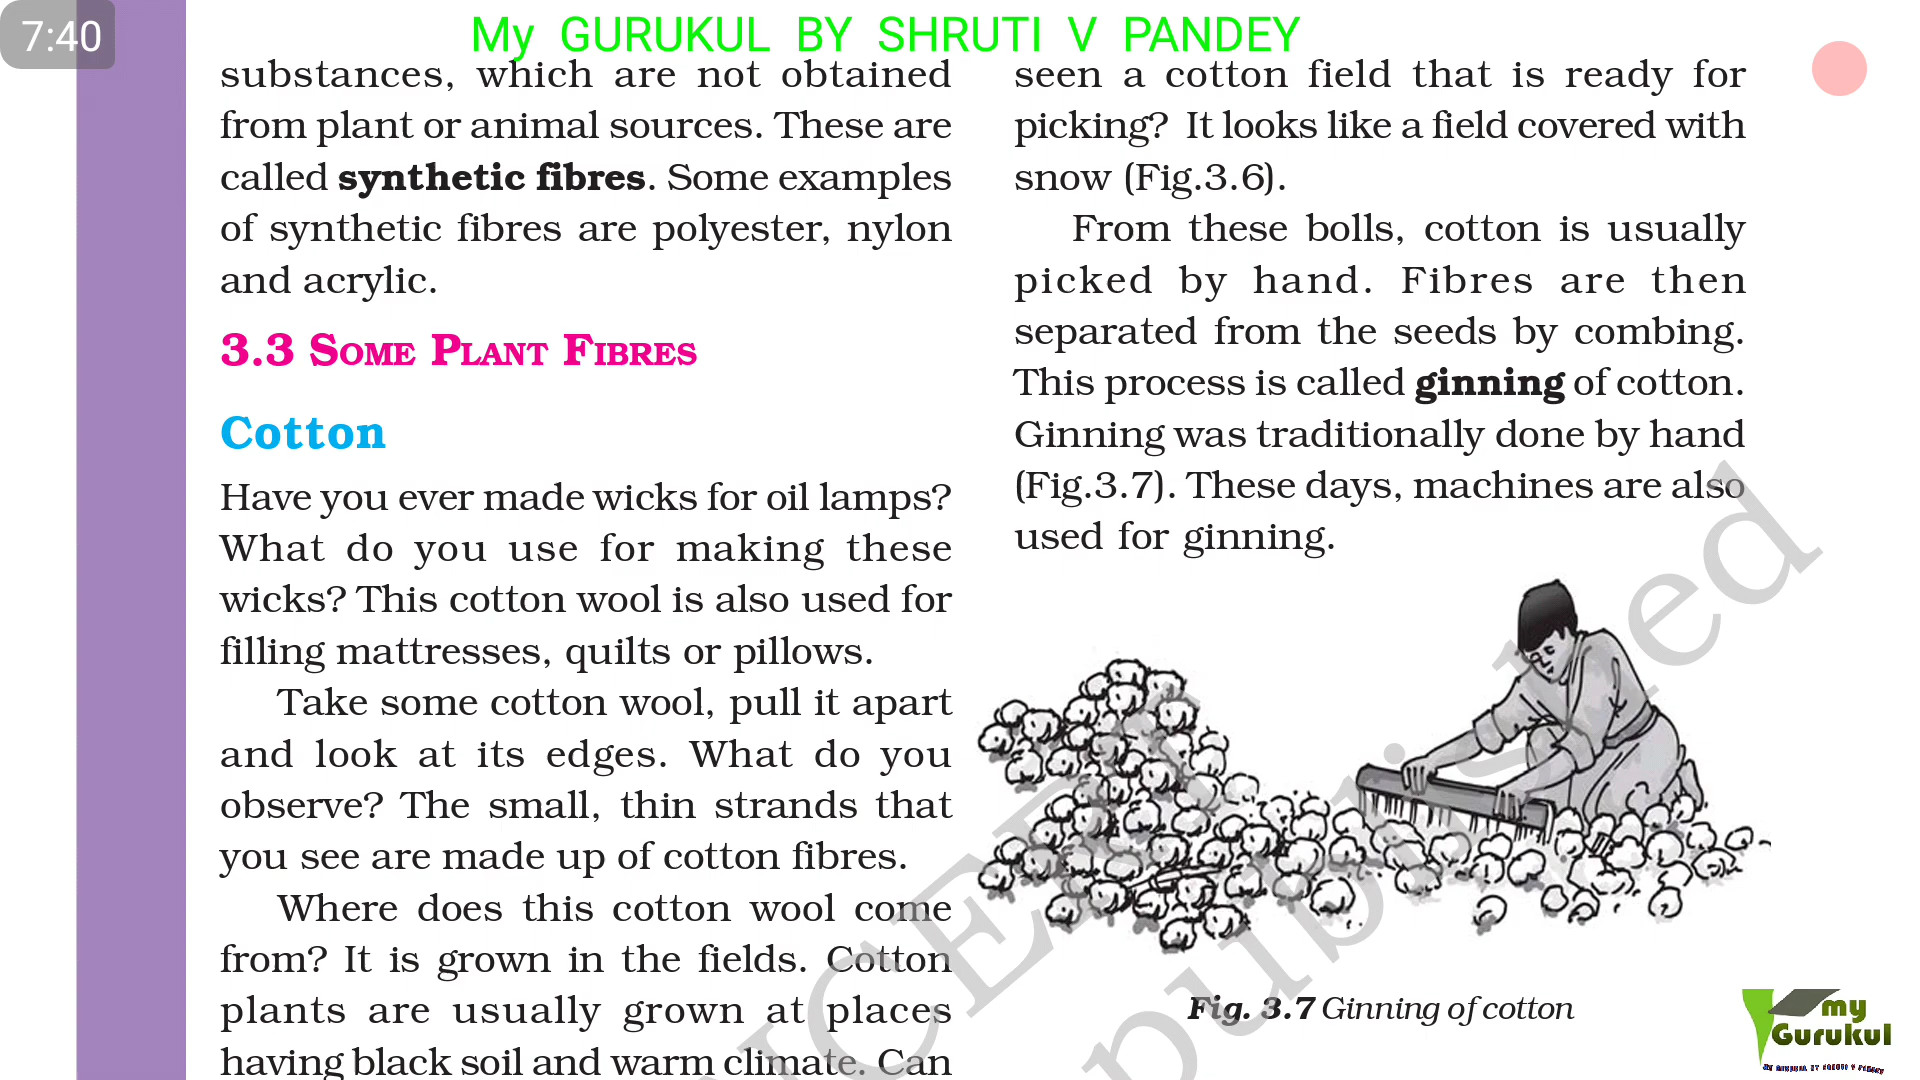 7:40
My GURUKUL BY SHRUTI V PANDEY
substances, which are not obtained
from plant or animal sources. These are
called synthetic fibres. Some examples
of synthetic fibres are polyester, nylon
and acrylic.
3.3 SOME PLANT FIBRES
Cotton
Have you ever made wicks for oil lamps?
What do you use for making these
wicks? This cotton wool is also used for
filling mattresses, quilts or pillows.
Take some cotton wool, pull it apart
and look at its edges. What do you
observe? The small, thin strands that
you see are made up of cotton fibres.
Where does this cotton wool come
from? It is grown in the fields. Cotton
plants are usually grown at places
having black soil and warm climate. Can
seen a cotton field that is ready for
picking? It looks like a field covered with
snow (Fig.3.6).
From these bolls, cotton is usually
picked by hand. Fibres are then
separated from the seeds by combing.
This process is called ginning of cotton.
Ginning was traditionally done by hand
(Fig.3.7). These days, machines are also
used for ginning.
Fig. 3.7 Ginning of cotton
my
Gurukul